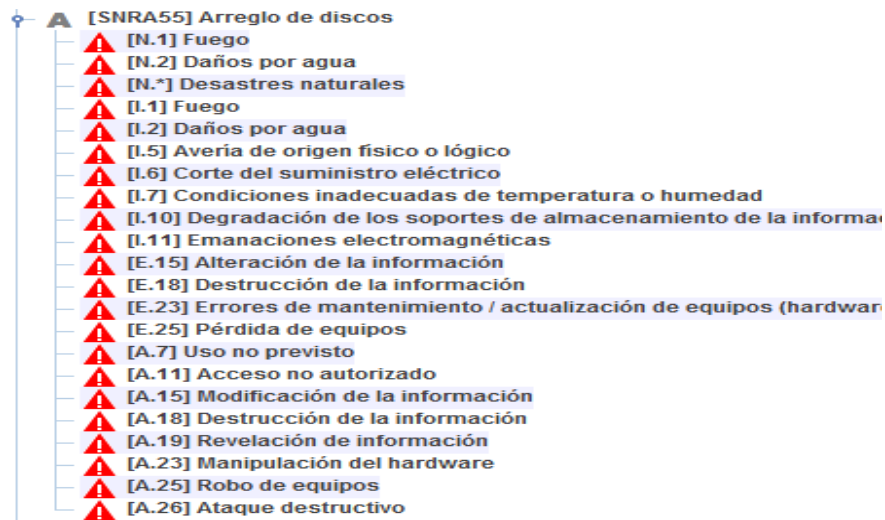 [SNRA55] Arreglo de discos
[N.1] Fuego
[N.2] Daños por agua
[N.*] Desastres naturales
[I.1] Fuego
[I.2] Daños por agua
[I.5] Avería de origen físico o lógico
[I.6] Corte del suministro eléctrico
[I.7] Condiciones inadecuadas de temperatura o humedad
[I.10] Degradación de los soportes de almacenamiento de la informac
[I.11] Emanaciones electromagnéticas
[E.15] Alteración de la información
[E.18] Destrucción de la información
[E.23] Errores de mantenimiento / actualización de equipos (hardware
[E.25] Pérdida de equipos
[A.7] Uso no previsto
[A.11] Acceso no autorizado
[A.15] Modificación de la información
[A.18] Destrucción de la información
[A.19] Revelación de información
[A.23] Manipulación del hardware
[A.25] Robo de equipos
[A.26] Ataque destructivo